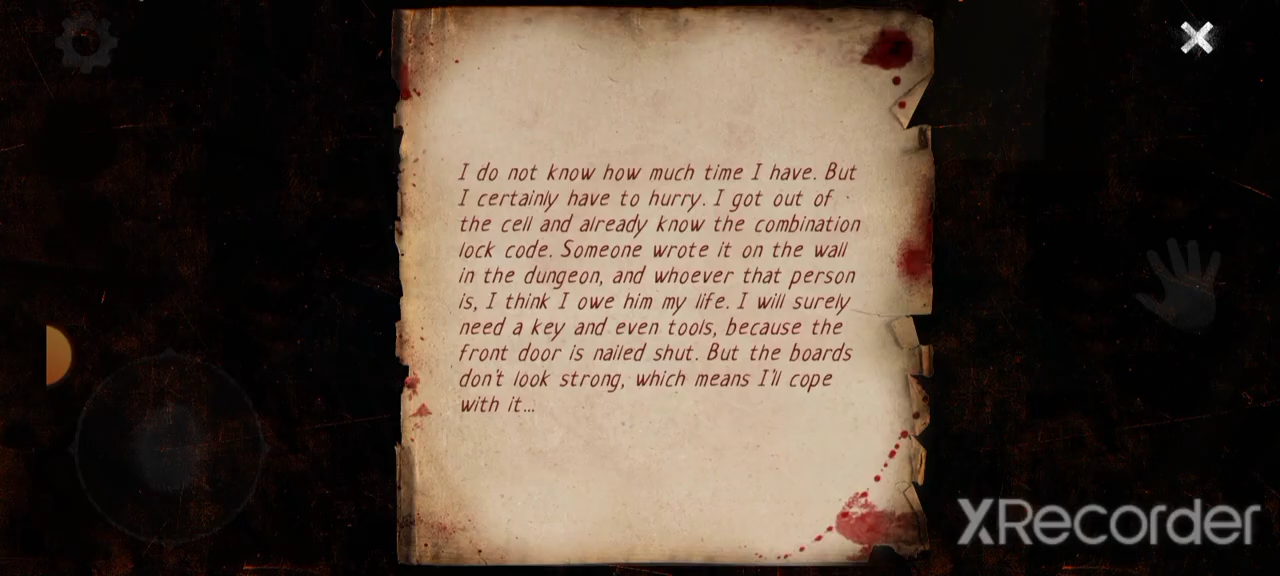 I do not know how much time I have. But
I certainly have to hurry. I got out of
the cell and already know the combination
lock code. Someone wrote it on the wall
in the dungeon, and whoever that person
is, I think I owe him my life. I will surely
need a key and even tools, because the
front door is nailed shut. But the boards
don't look strong, which means I'll cope
with it...
XRecorder